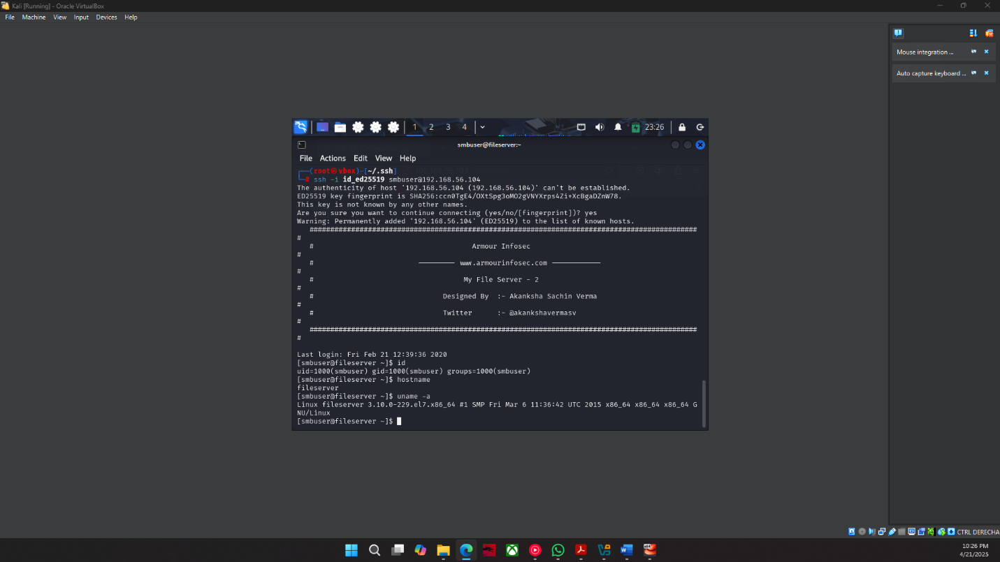 Kali [Running] - Oracle VirtualBox
File Machine View Input Devices Help
Mouse integration ...
Auto capture keyboard ...
1 2 3 4 23:26
smbuser@fileserver:~
File Actions Edit View Help
┌──(root㉿vbox)-[~/.ssh]
└─# ssh -i id_ed25519 smbuser@192.168.56.104
The authenticity of host '192.168.56.104 (192.168.56.104)' can't be established.
ED25519 key fingerprint is SHA256:ccn0TgE4/OXtSpg3oMO2gVNYXrps4Zi+XcBgaDZnW78.
This key is not known by any other names.
Are you sure you want to continue connecting (yes/no/[fingerprint])? yes
Warning: Permanently added '192.168.56.104' (ED25519) to the list of known hosts.
#############################################################################################
#
# Armour Infosec
#
# --------- www.armourinfosec.com ------------
#
# My File Server - 2
#
# Designed By :- Akanksha Sachin Verma
#
# Twitter :- @akankshavermasv
#
#############################################################################################
#
Last login: Fri Feb 21 12:39:36 2020
[smbuser@fileserver ~]$ id
uid=1000(smbuser) gid=1000(smbuser) groups=1000(smbuser)
[smbuser@fileserver ~]$ hostname
fileserver
[smbuser@fileserver ~]$ uname -a
Linux fileserver 3.10.0-229.el7.x86_64 #1 SMP Fri Mar 6 11:36:42 UTC 2015 x86_64 x86_64 x86_64 G
NU/Linux
[smbuser@fileserver ~]$
CTRL DERECHA
10:26 PM
4/21/2025